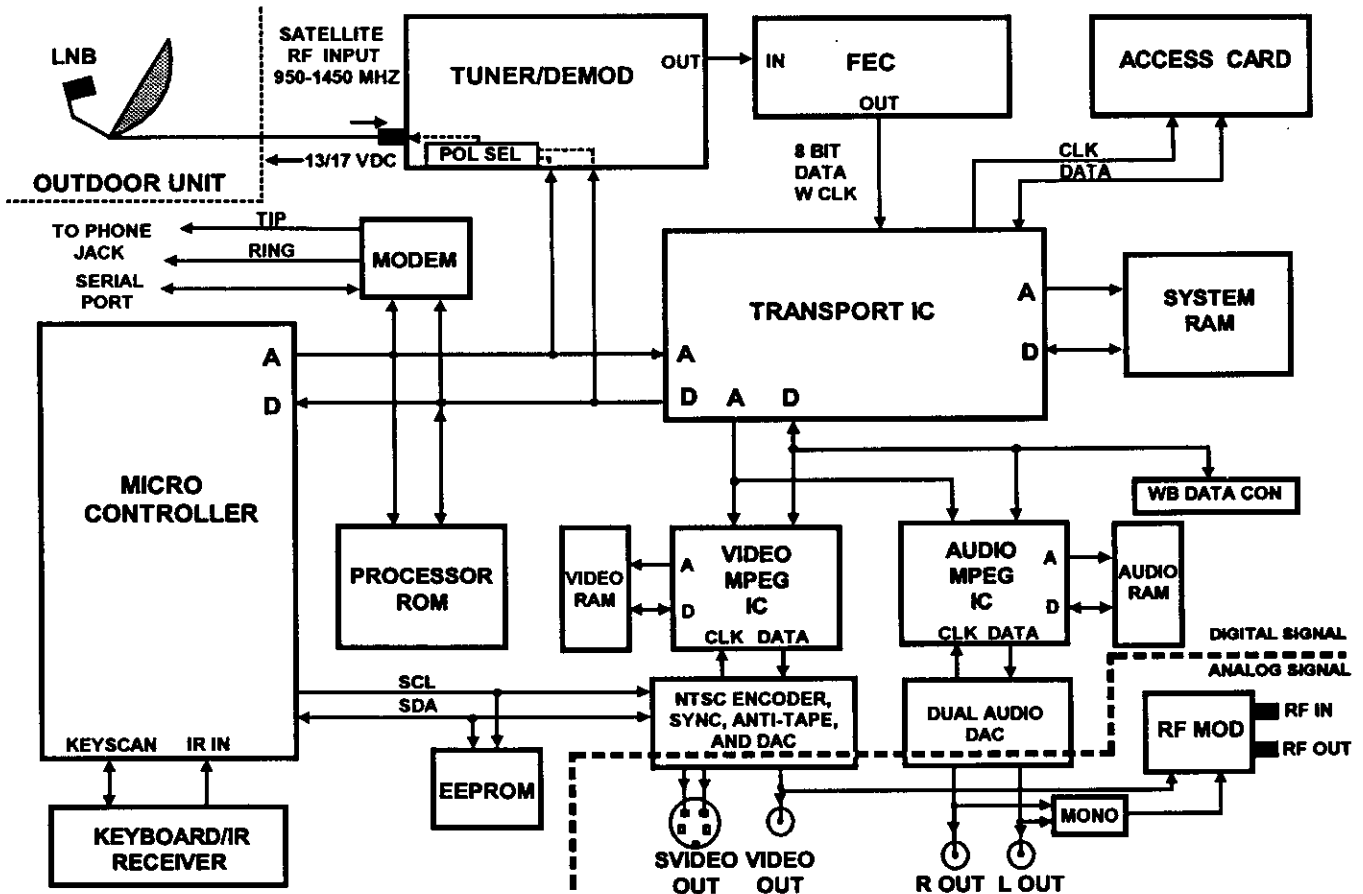 SATELLITE
RF INPUT
950-1450 MHZ
LNB
TUNER/DEMOD
OUT
IN
FEC
OUT
ACCESS CARD
POL SEL
13/17 VDC
OUTDOOR UNIT
8 BIT
DATA
W CLK
CLK
DATA
TO PHONE
JACK
TIP
RING
SERIAL
PORT
MODEM
TRANSPORT IC
A
D
A
D
A
D
SYSTEM
RAM
A
D
MICRO
CONTROLLER
KEYSCAN
IR IN
PROCESSOR
ROM
VIDEO
RAM
A
D
VIDEO
MPEG
IC
CLK DATA
WB DATA CON
AUDIO
MPEG
IC
A
D
CLK DATA
AUDIO
RAM
DIGITAL SIGNAL
ANALOG SIGNAL
SCL
SDA
NTSC ENCODER,
SYNC, ANTI-TAPE,
AND DAC
DUAL AUDIO
DAC
RF MOD
RF IN
RF OUT
EEPROM
MONO
KEYBOARD/IR
RECEIVER
SVIDEO
OUT
VIDEO
OUT
R OUT
L OUT